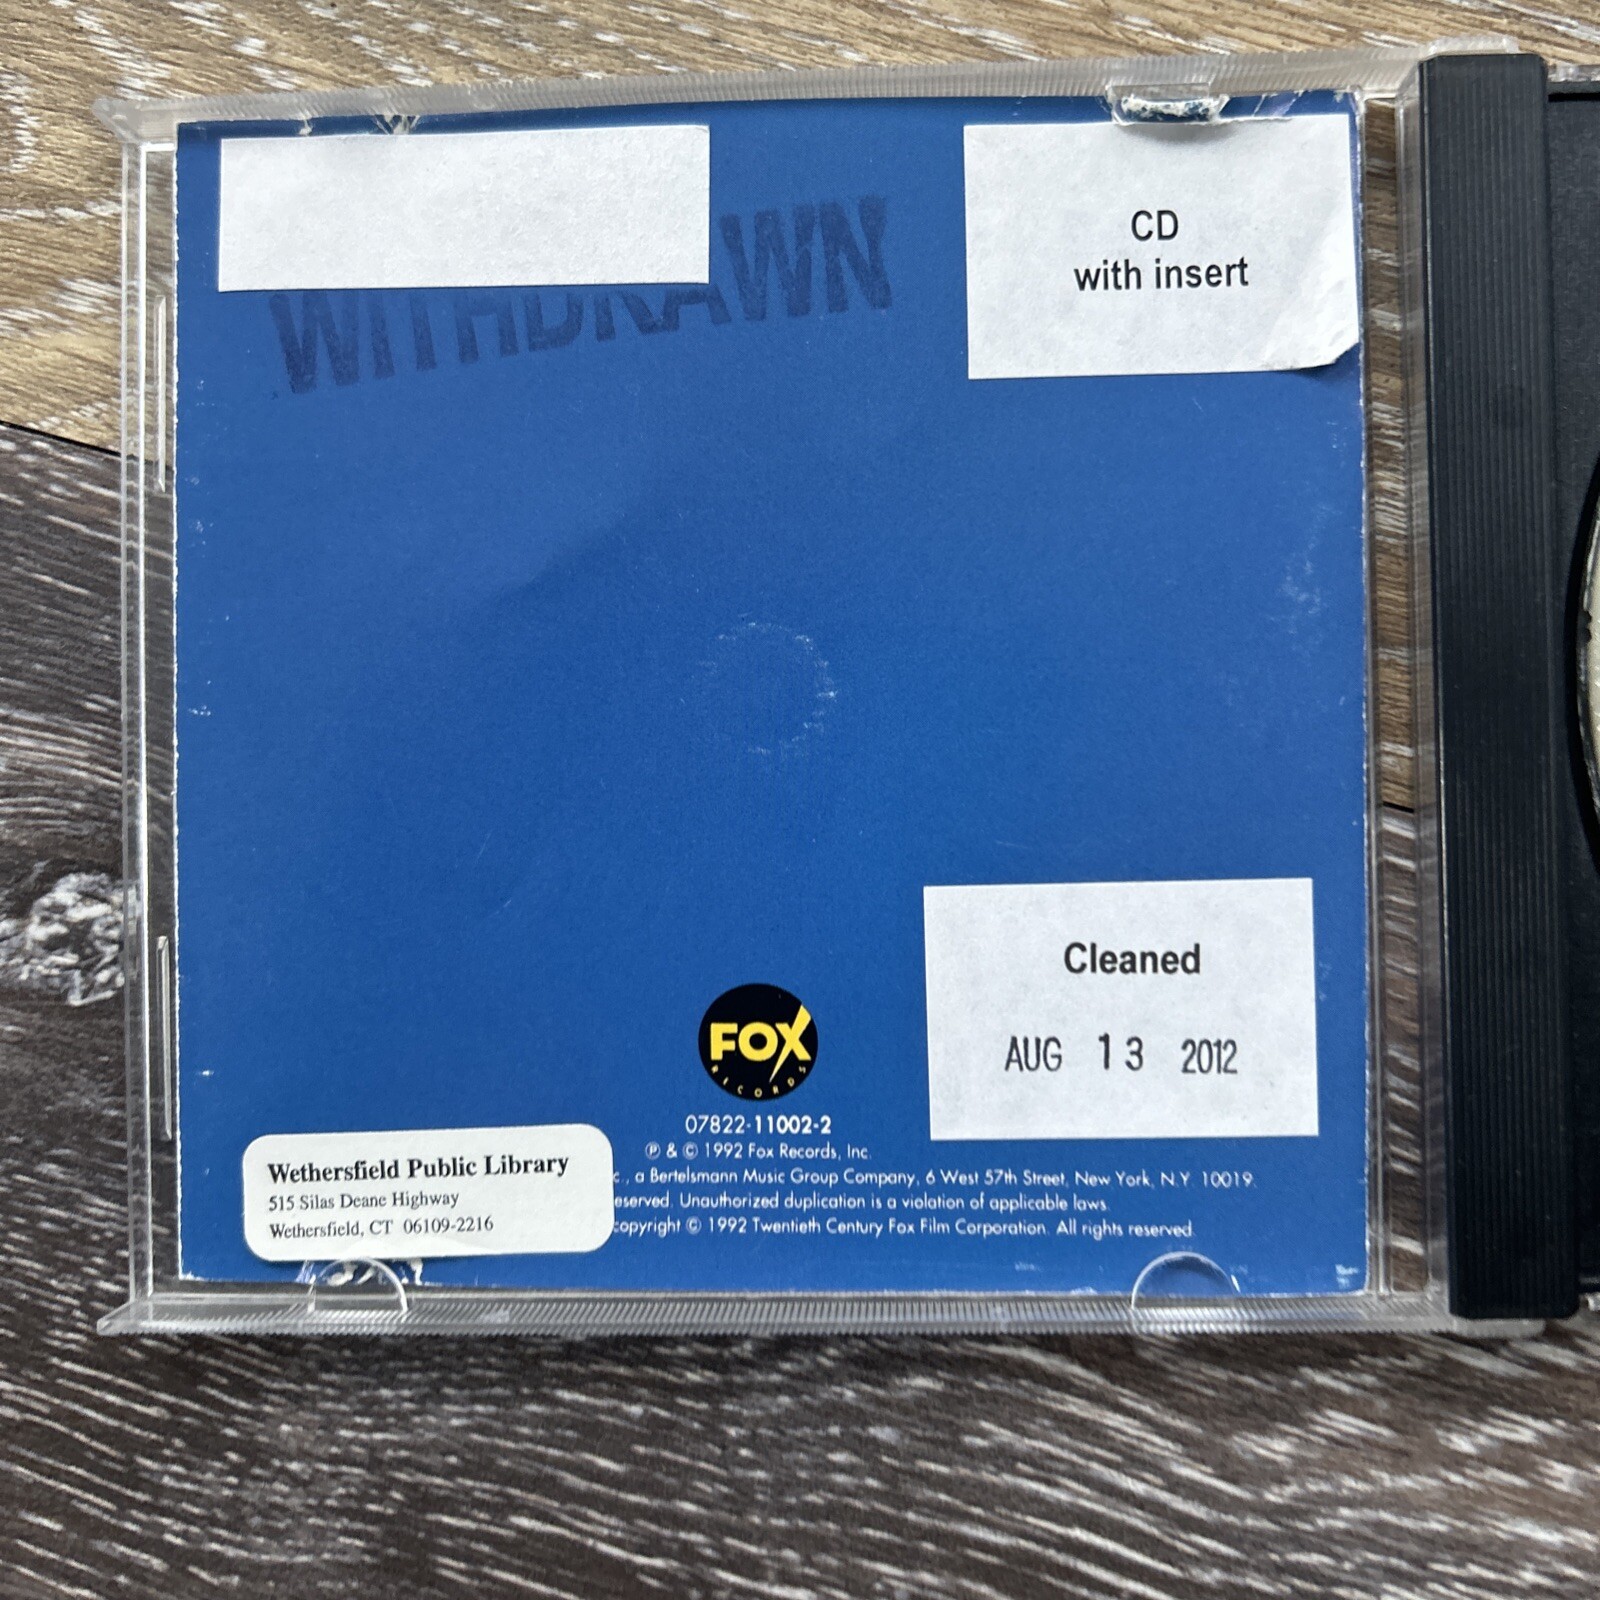 WITHDRAWN
CD
with insert
Cleaned
AUG 13 2012
FOX
RECORDS
07822-11002-2
℗ & © 1992 Fox Records, Inc.
, a Bertelsmann Music Group Company, 6 West 57th Street, New York, N.Y. 10019.
Unauthorized duplication is a violation of applicable laws.
copyright © 1992 Twentieth Century Fox Film Corporation. All rights reserved.
Wethersfield Public Library
515 Silas Deane Highway
Wethersfield, CT 06109-2216